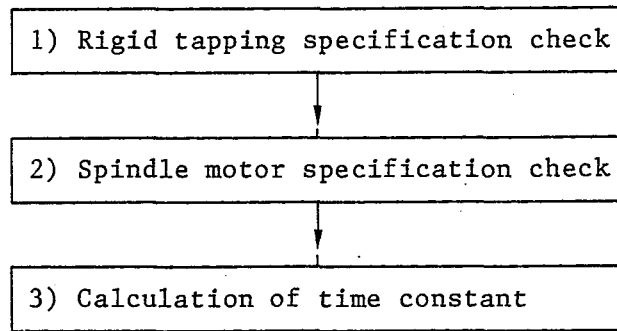 1) Rigid tapping specification check
2) Spindle motor specification check
3) Calculation of time constant